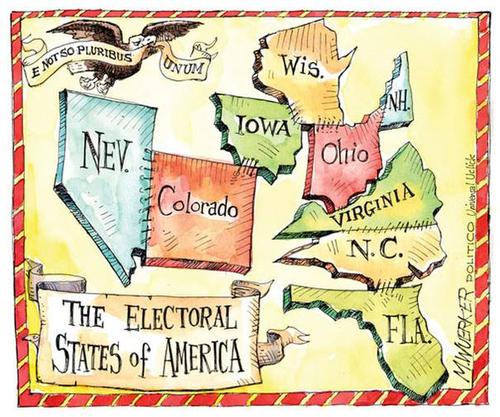 E NOT SO PLURIBUS UNUM
WIS.
N.H.
IOWA
NEV.
Ohio
Colorado
VIRGINIA
N.C.
FLA.
THE ELECTORAL
STATES of AMERICA
M.WUERKER POLITICO Universal Uclick